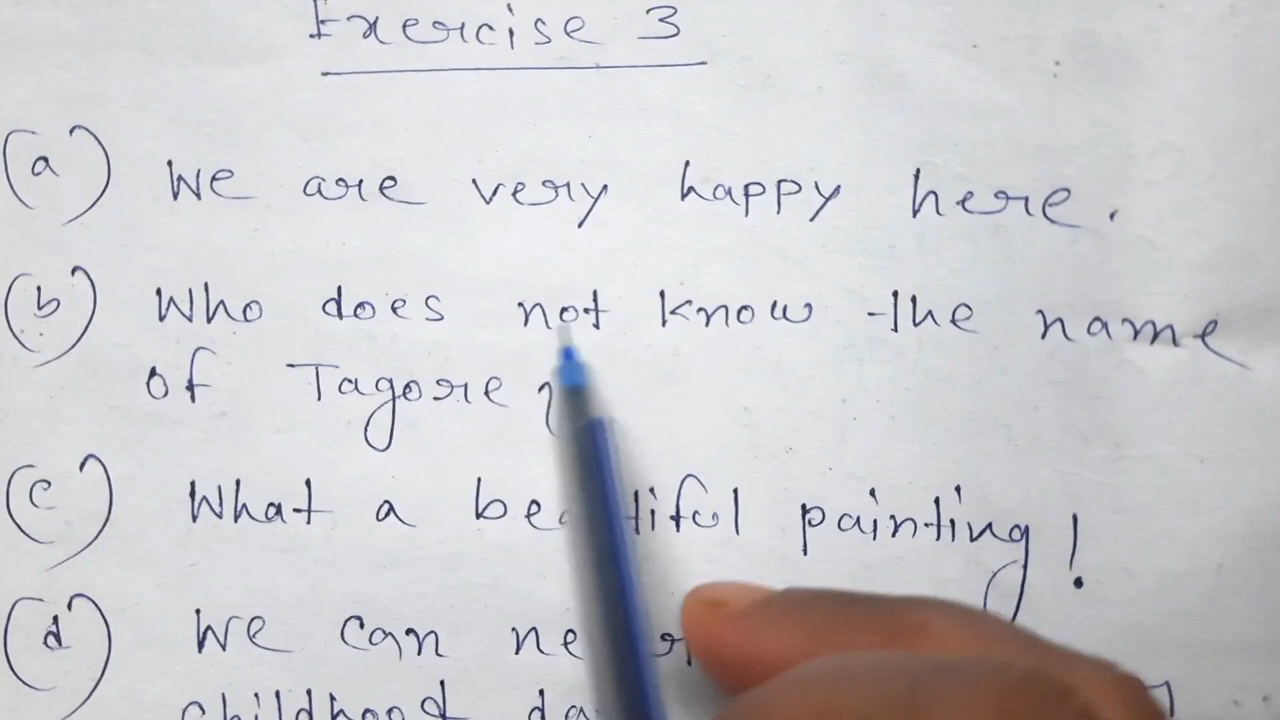 Exercise 3
(a) We are very happy here.
(b) Who does not know the name
of Tagore ?
(c) What a beautiful painting!
(d) We can
childhood